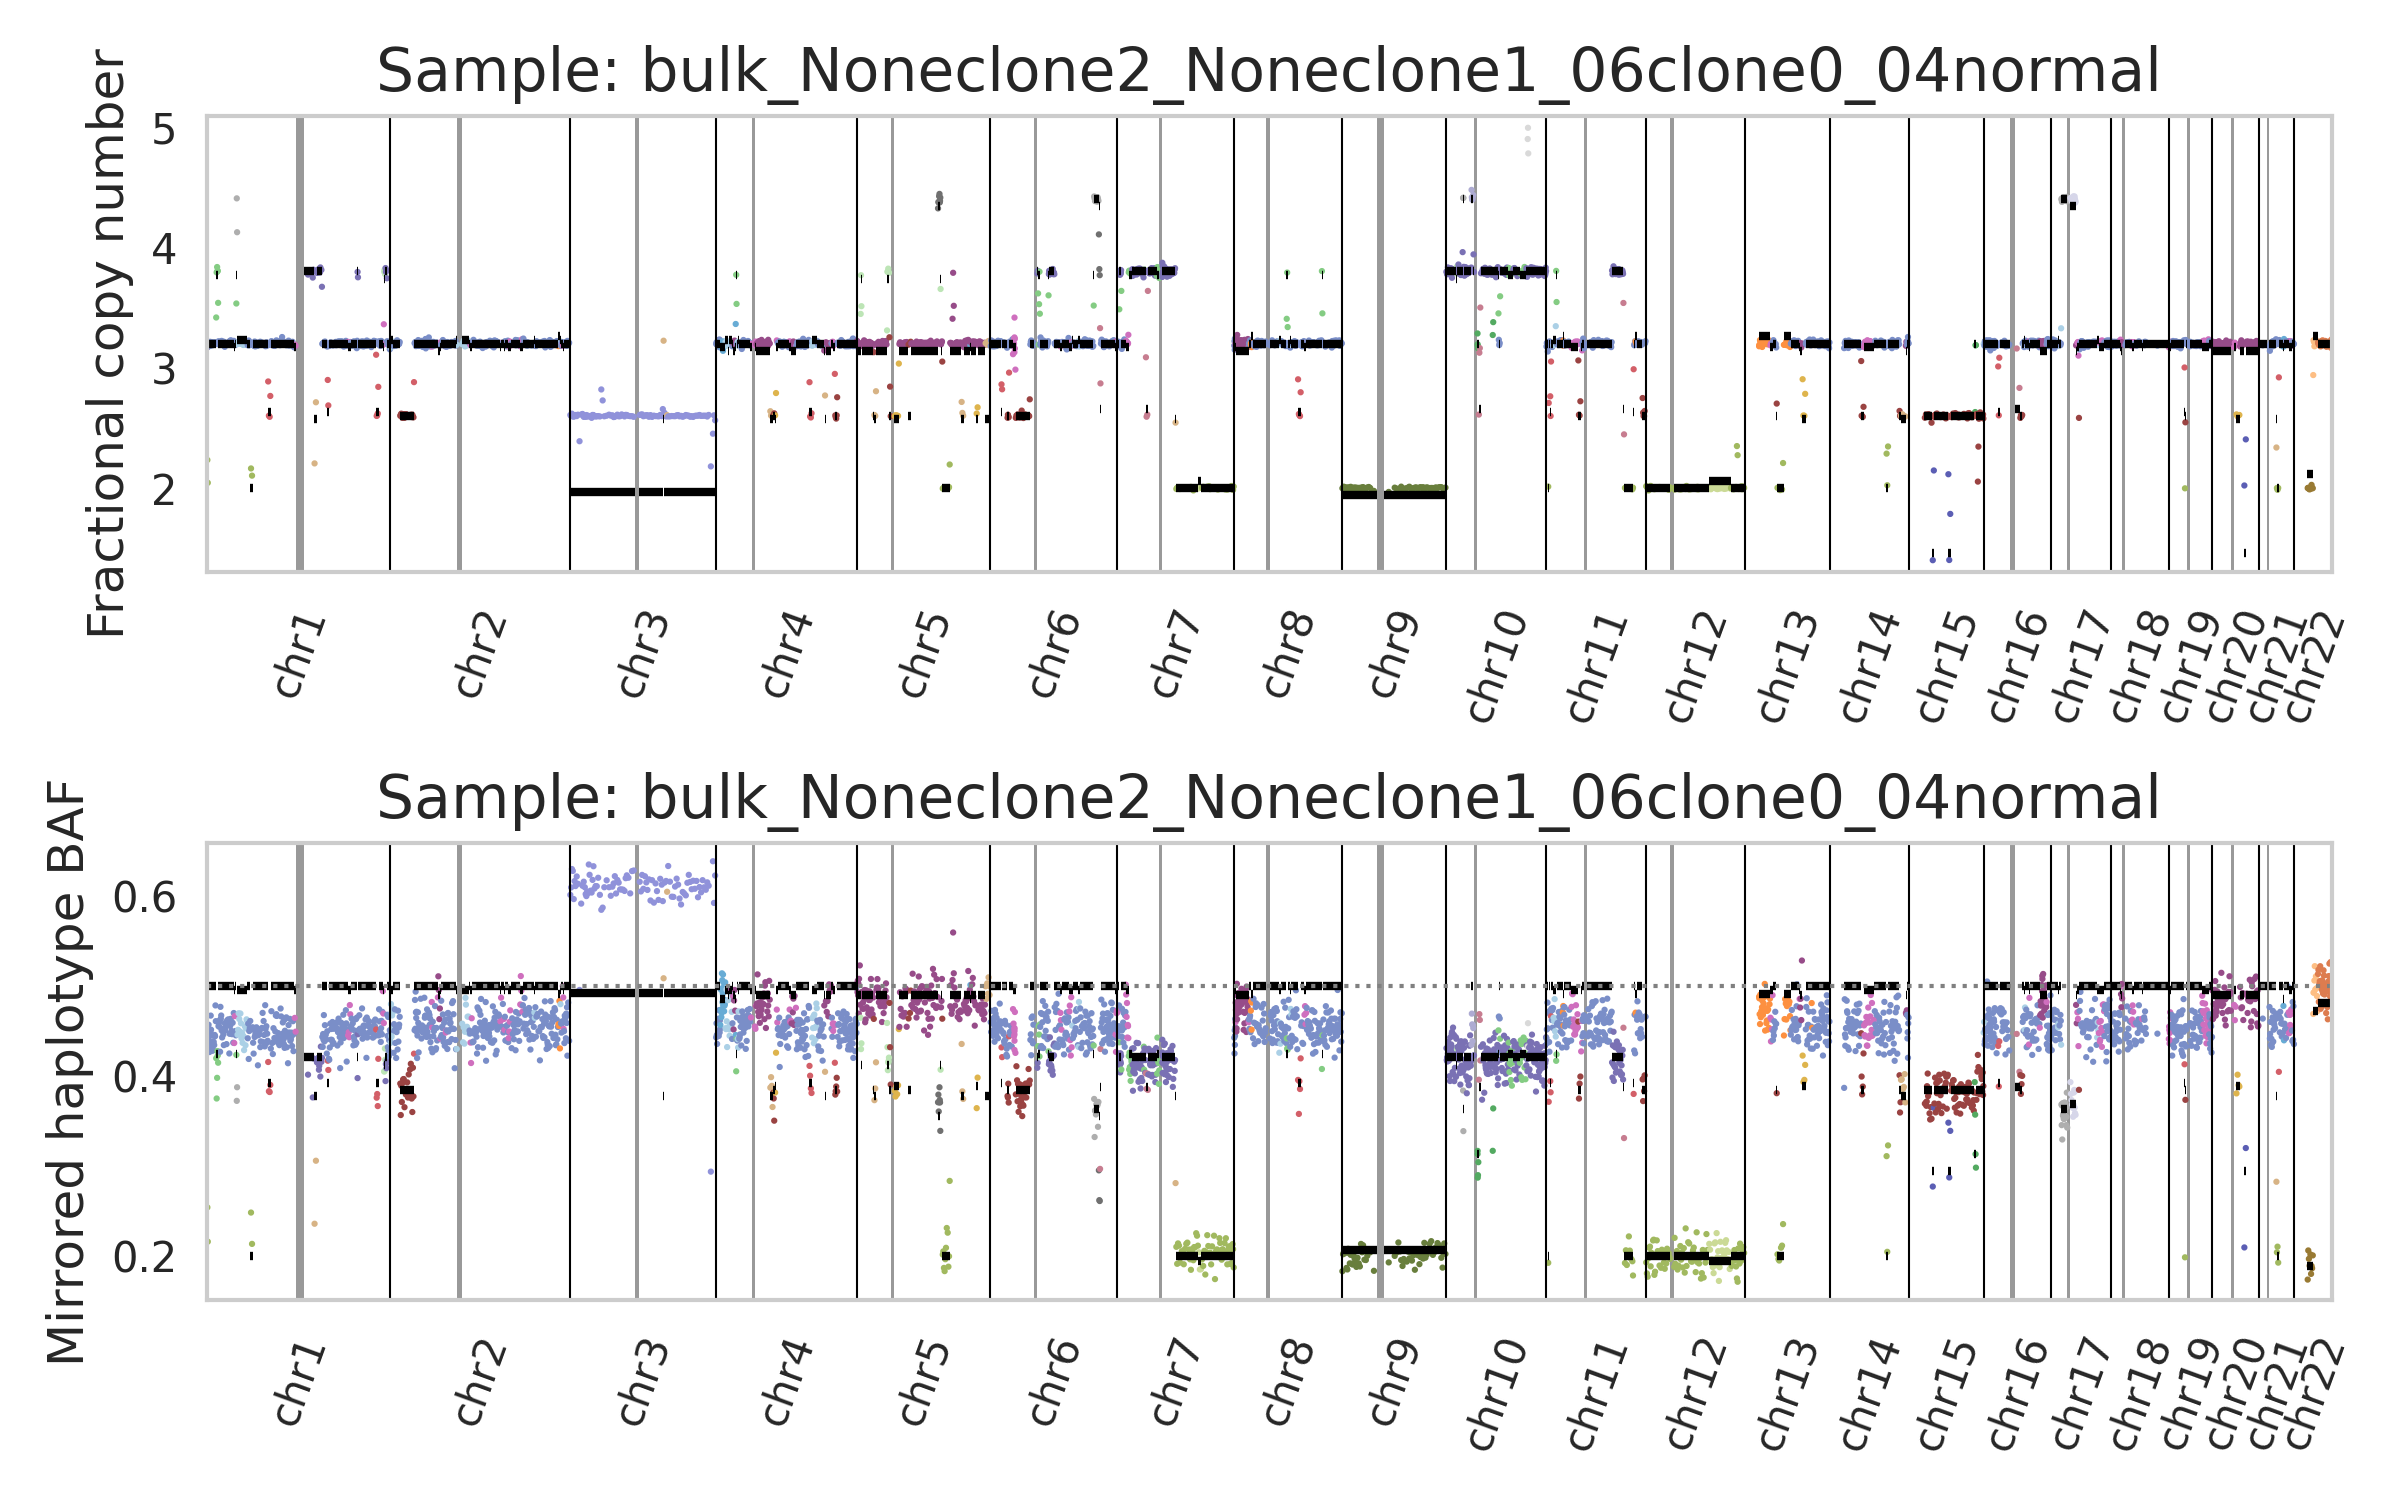 Sample: bulk_Noneclone2_Noneclone1_06clone0_04normal
Fractional copy number
5
4
3
2
chr1
chr2
chr3
chr4
chr5
chr6
chr7
chr8
chr9
chr10
chr11
chr12
chr13
chr14
chr15
chr16
chr17
chr18
chr19
chr20
chr21
chr22
Sample: bulk_Noneclone2_Noneclone1_06clone0_04normal
Mirrored haplotype BAF
0.6
0.4
0.2
chr1
chr2
chr3
chr4
chr5
chr6
chr7
chr8
chr9
chr10
chr11
chr12
chr13
chr14
chr15
chr16
chr17
chr18
chr19
chr20
chr21
chr22